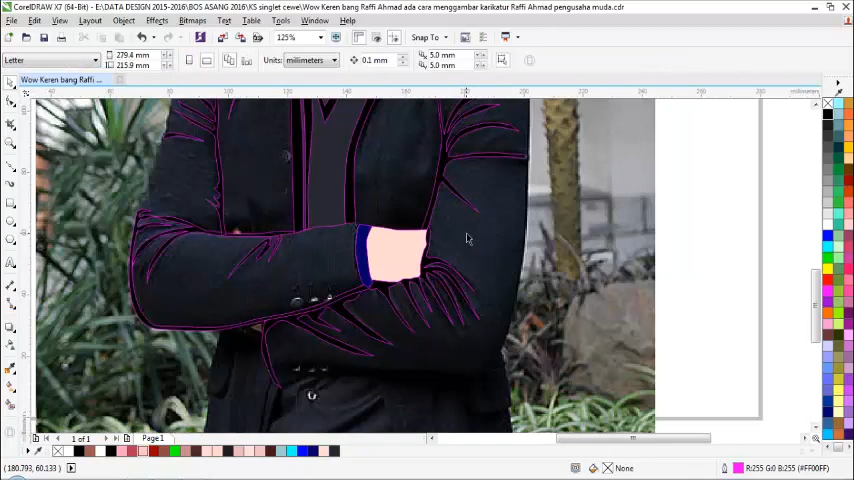 CorelDRAW X7 (64-Bit) - E:\DATA DESIGN 2015-2016\BOS ASANG 2016\KS singlet cewe\Wow Keren bang Raffi Ahmad ada cara menggambar karikatur Raffi Ahmad pengusaha muda.cdr
File Edit View Layout Object Effects Bitmaps Text Table Tools Window Help
125% Snap To
Letter 279.4 mm 215.9 mm Units: millimeters 0.1 mm 5.0 mm 5.0 mm
Wow Keren bang Raffi ...
millimeters
1 of 1 Page 1
(180.793, 60.133) None R:255 G:0 B:255 (#FF00FF)